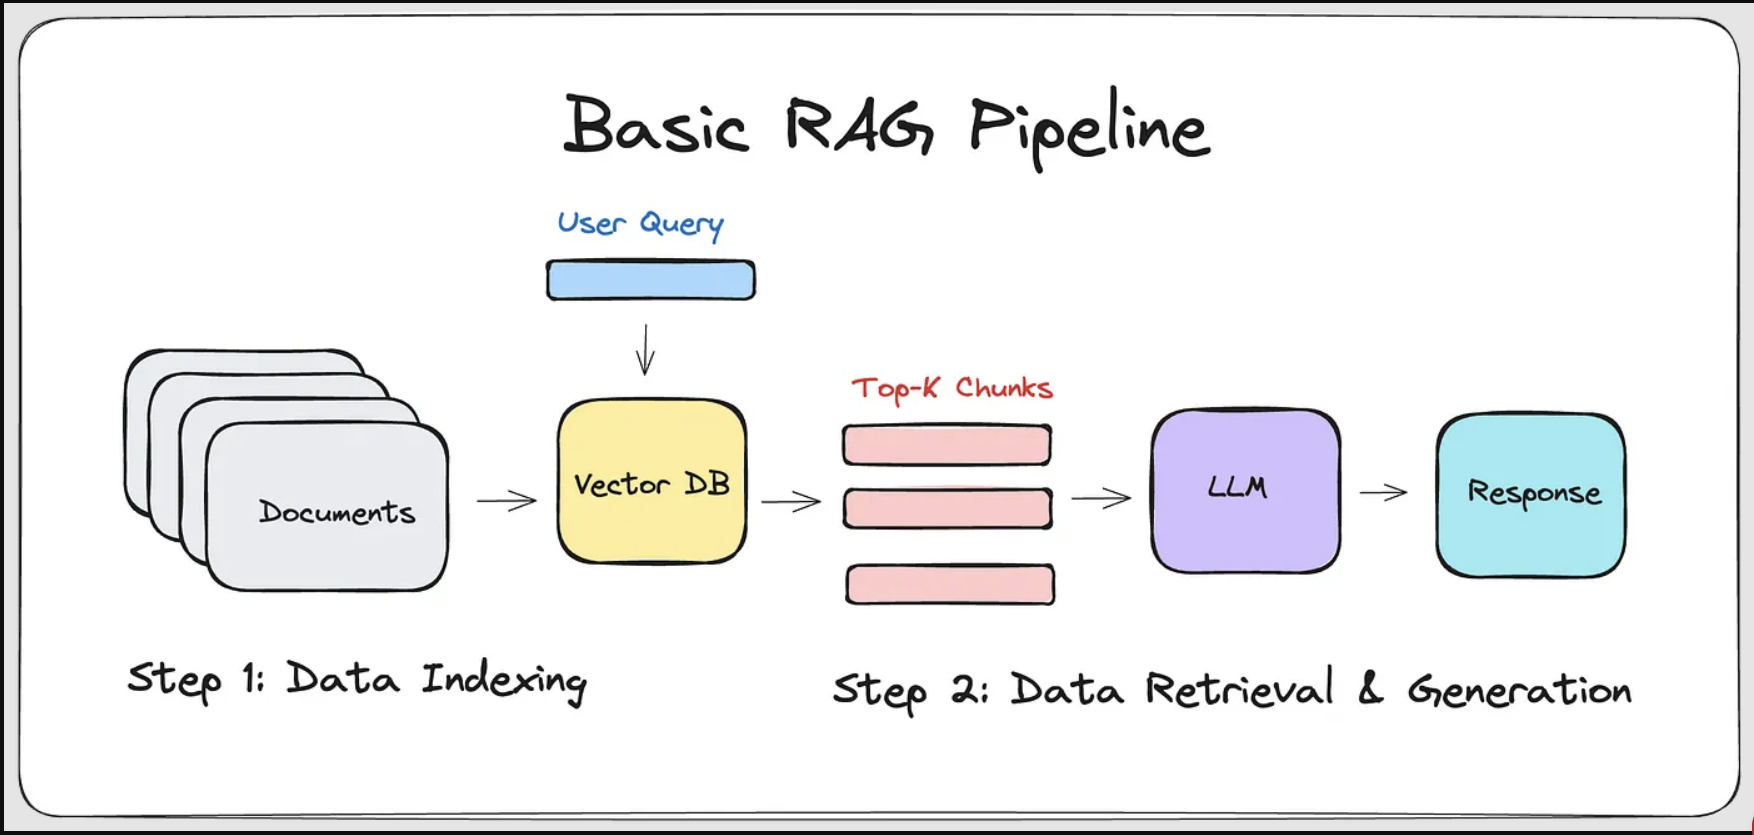 Basic RAG Pipeline
User Query
Top-K Chunks
Documents
Vector DB
LLM
Response
Step 1: Data Indexing
Step 2: Data Retrieval & Generation